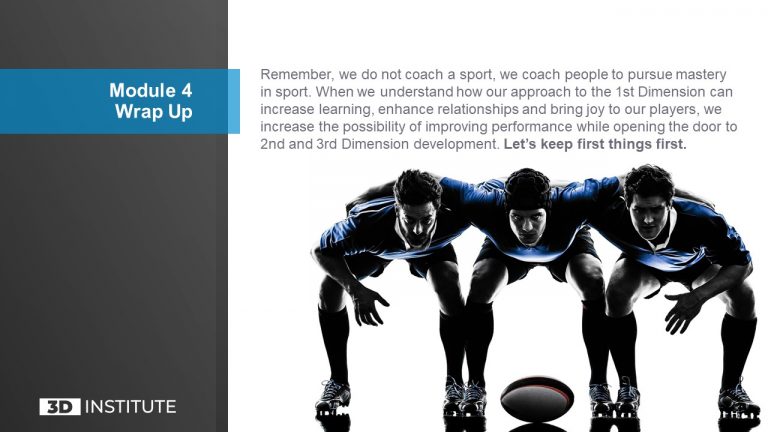 Module 4
Wrap Up
Remember, we do not coach a sport, we coach people to pursue mastery
in sport. When we understand how our approach to the 1st Dimension can
increase learning, enhance relationships and bring joy to our players, we
increase the possibility of improving performance while opening the door to
2nd and 3rd Dimension development. Let’s keep first things first.
3D INSTITUTE